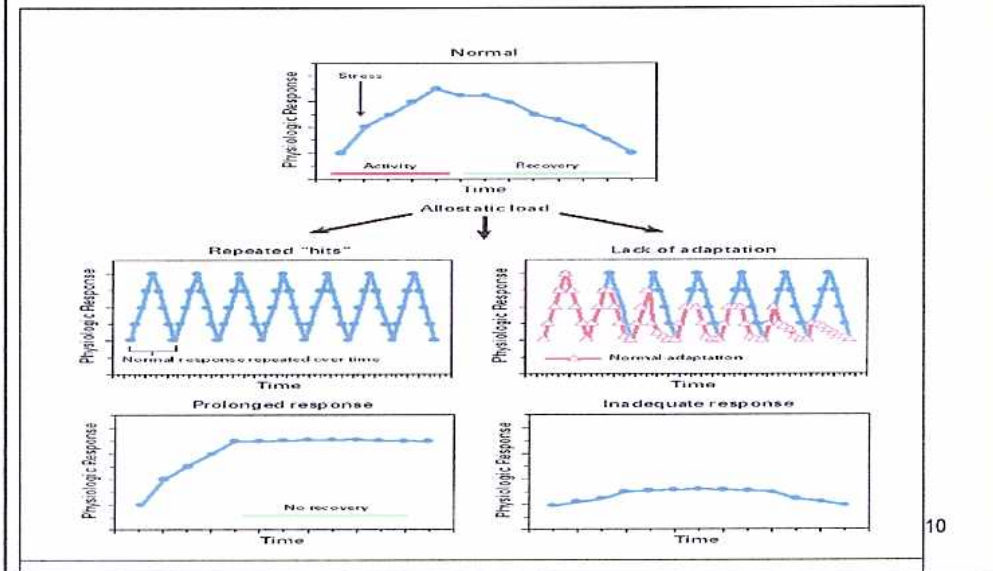 Normal
Physiologic Response
Stress
Activity
Recovery
Time
Allostatic load
Repeated "hits"
Physiologic Response
Normal response repeated over time
Time
Lack of adaptation
Physiologic Response
Normal adaptation
Time
Prolonged response
Physiologic Response
No recovery
Time
Inadequate response
Physiologic Response
Time
10